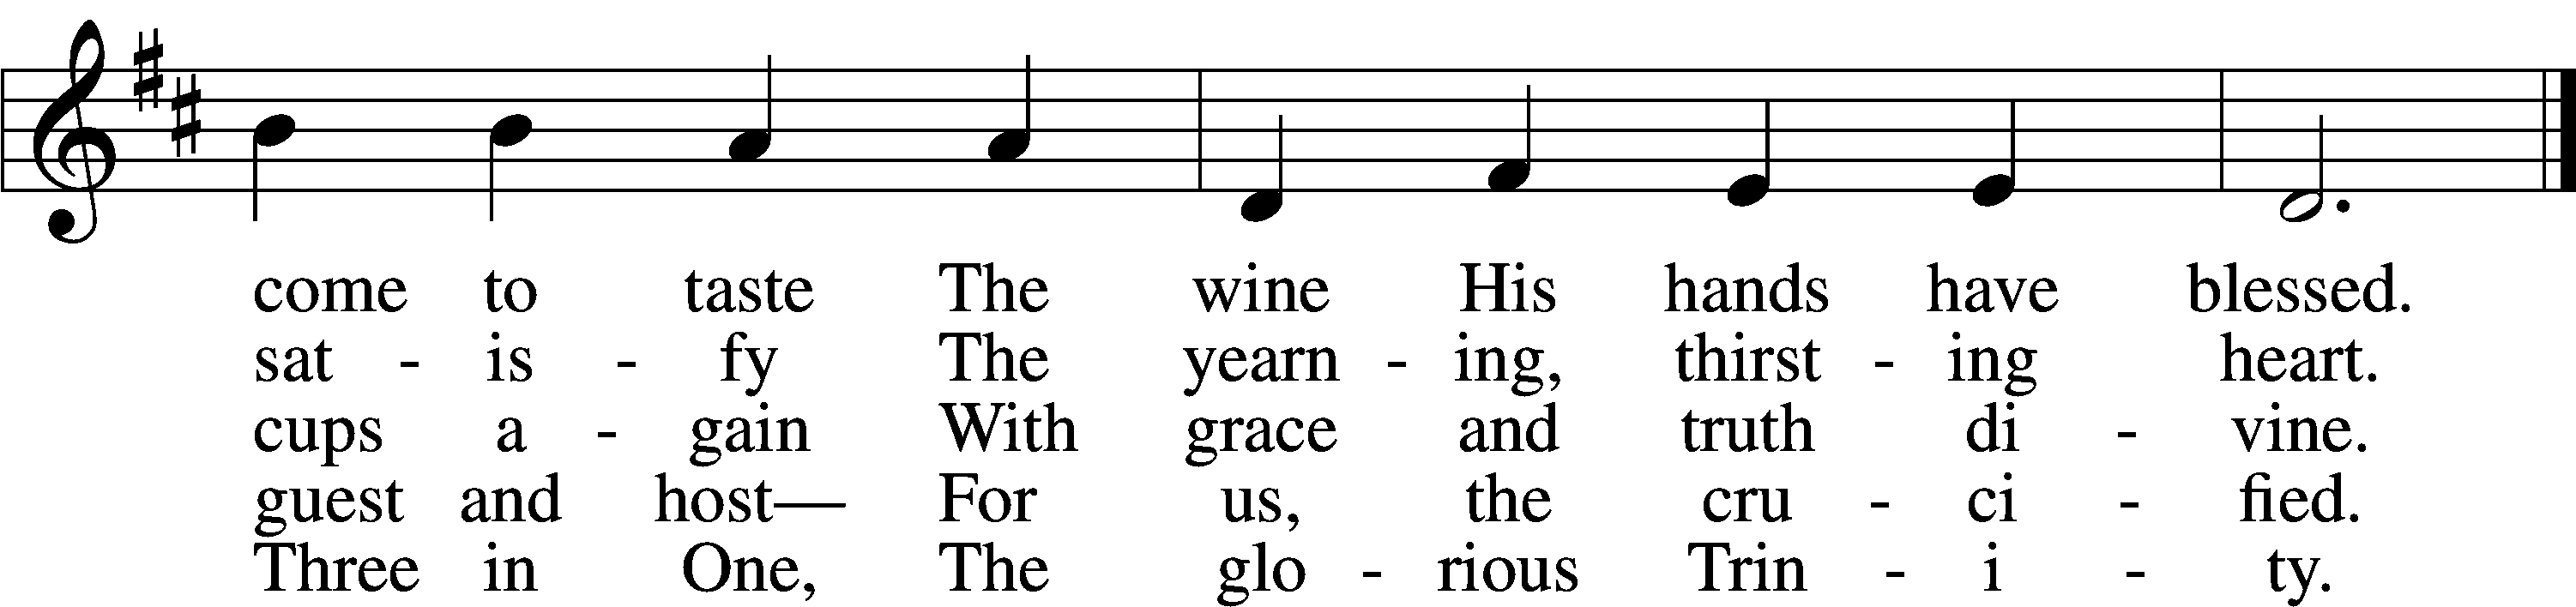 come to taste The wine His hands have blessed.
sat - is - fy The yearn - ing, thirst - ing heart.
cups a - gain With grace and truth di - vine.
guest and host— For us, the cru - ci - fied.
Three in One, The glo - rious Trin - i - ty.